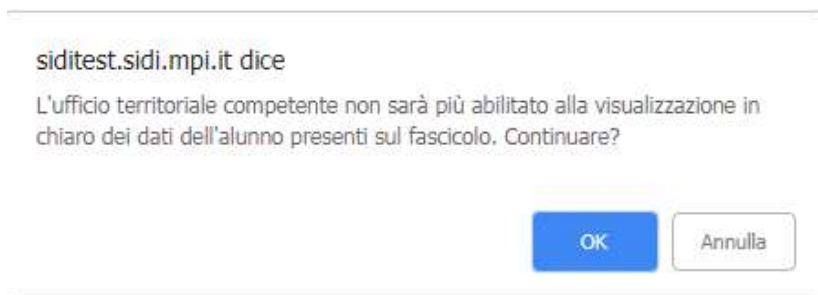 siditest.sidi.mpi.it dice
L'ufficio territoriale competente non sarà più abilitato alla visualizzazione in
chiaro dei dati dell'alunno presenti sul fascicolo. Continuare?
OK
Annulla